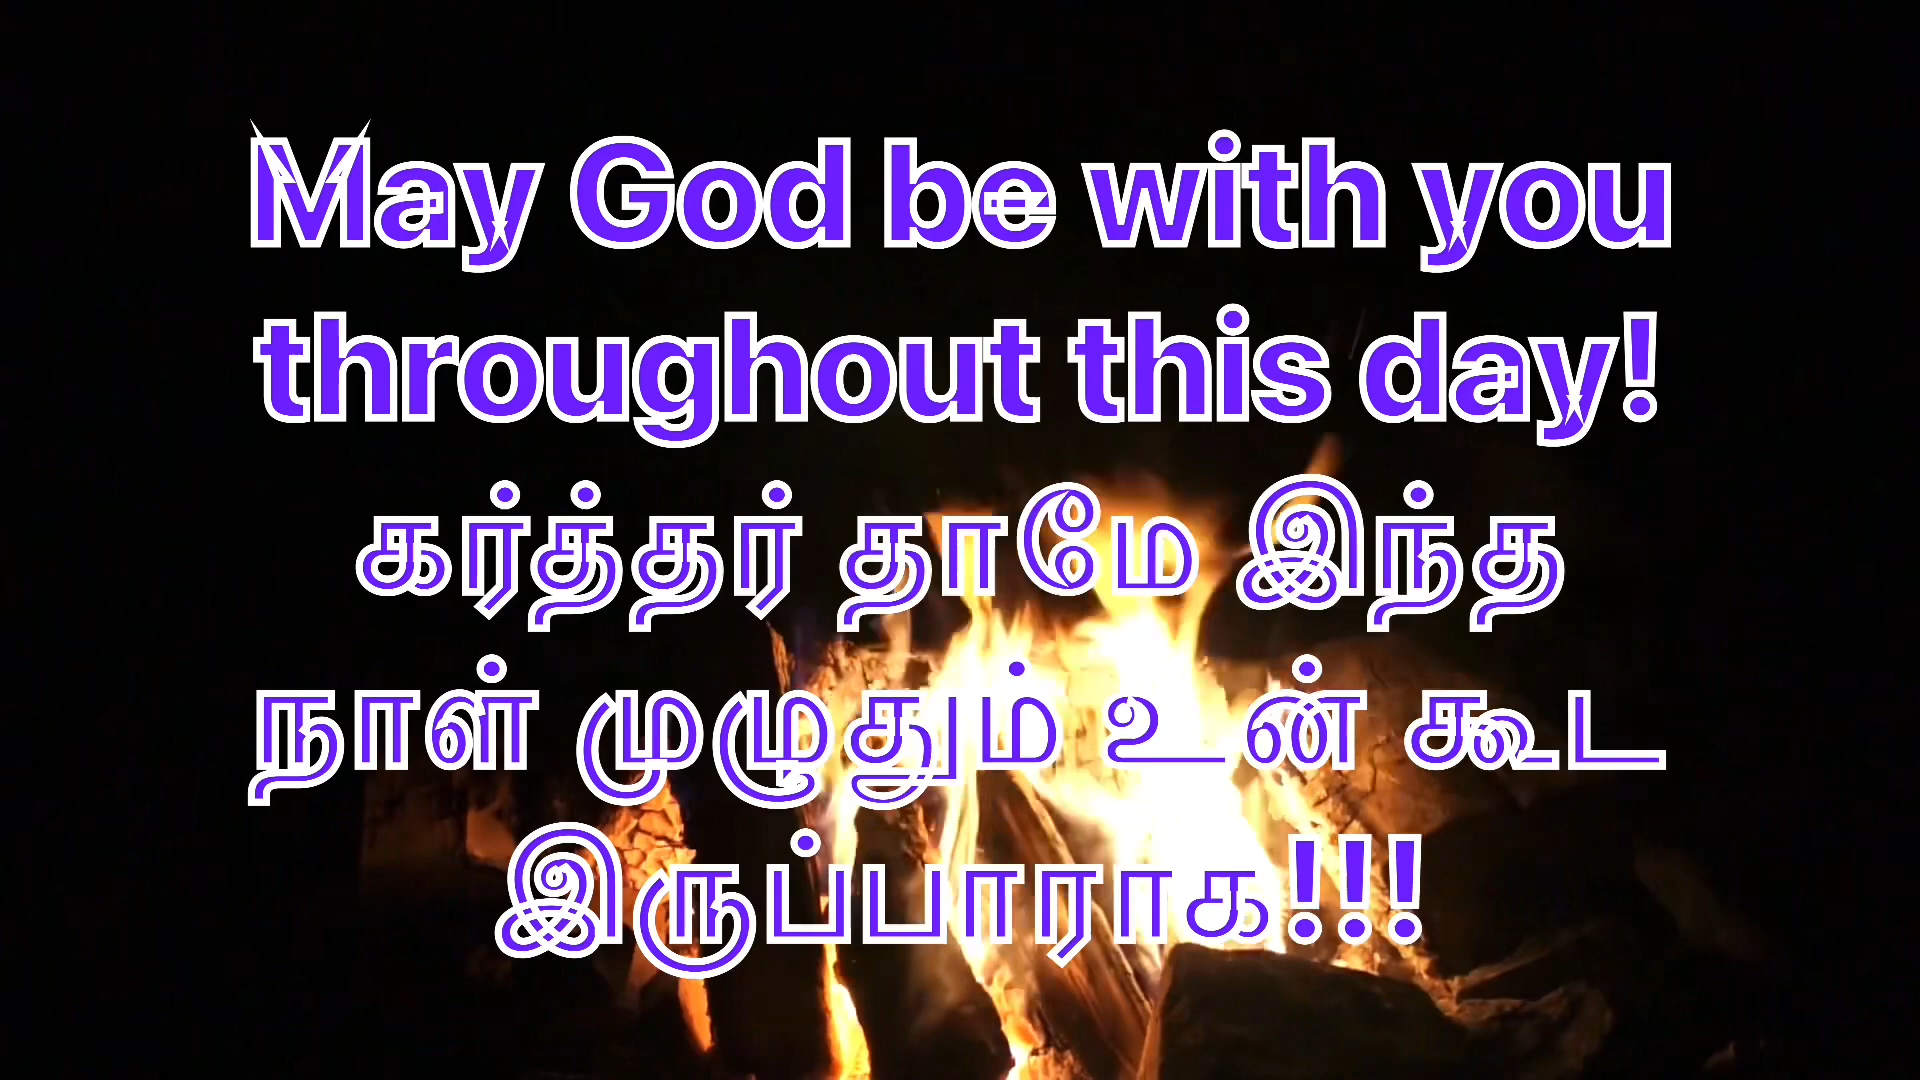 May God be with you
throughout this day!
கர்த்தர் தாமே இந்த
நாள் முழுதும் உன் கூட
இருப்பாராக!!!